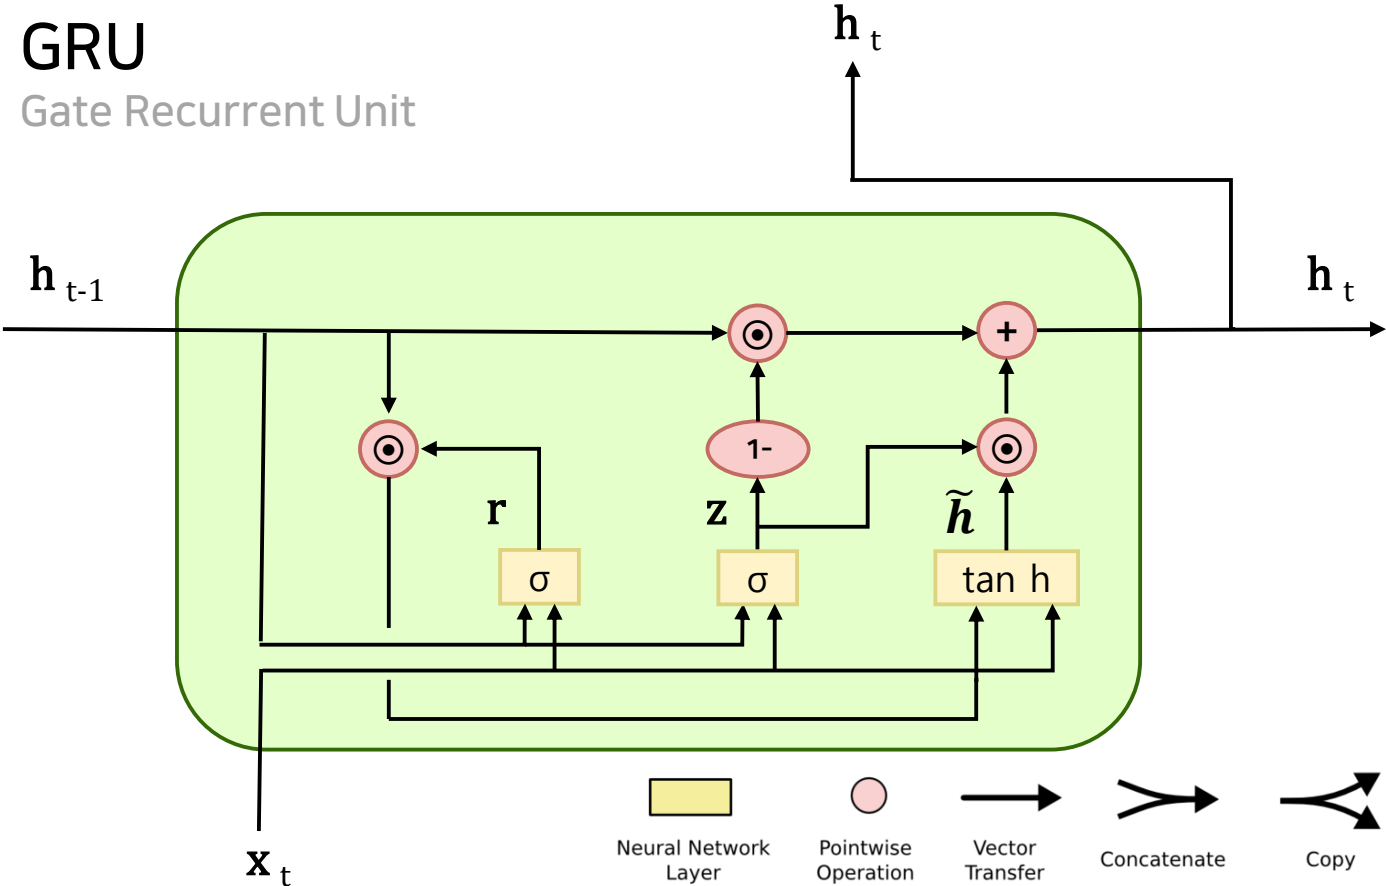 GRU
Gate Recurrent Unit
h t
h t-1
h t
⊙
+
⊙
1-
⊙
r
z
h̃
σ
σ
tan h
x t
Neural Network
Layer
Pointwise
Operation
Vector
Transfer
Concatenate
Copy